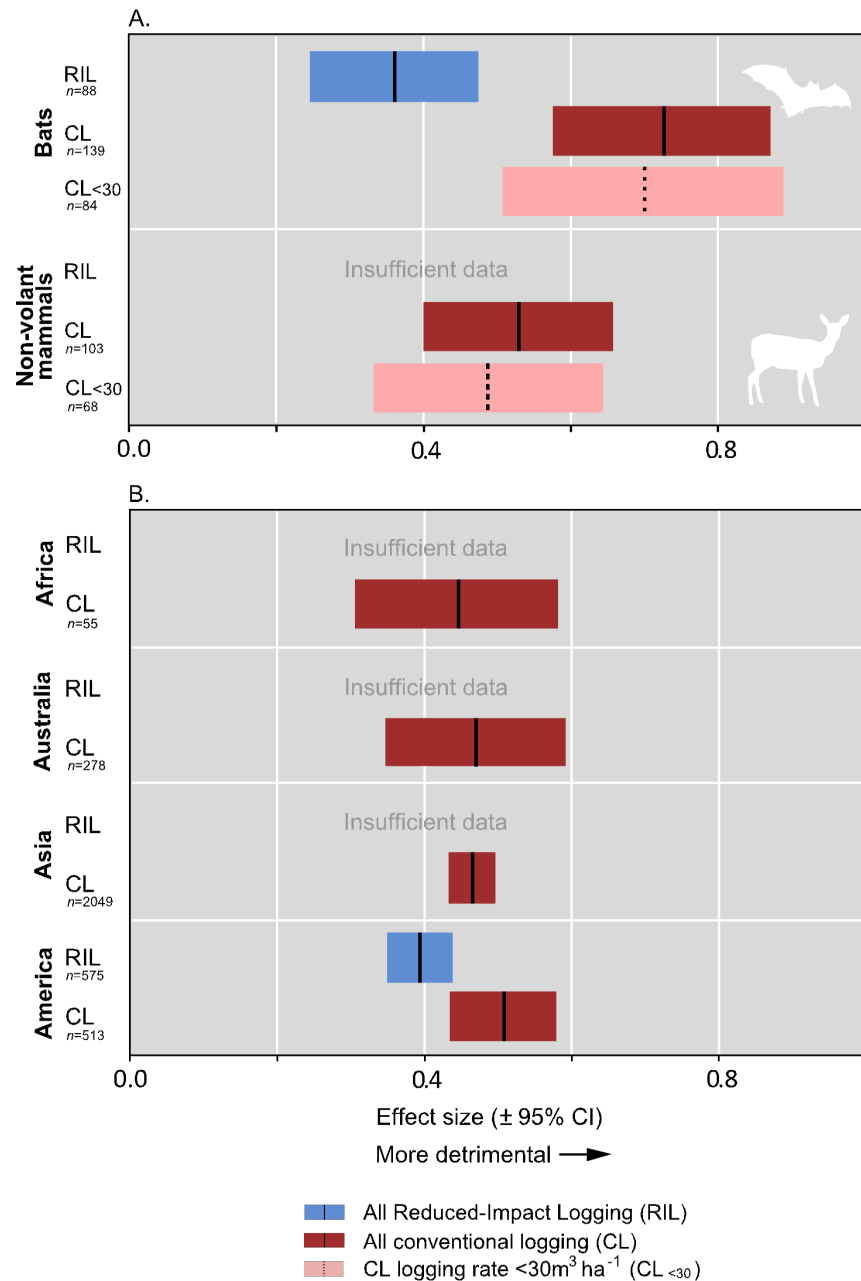 A.
Bats
RIL
n=88
CL
n=139
CL<30
n=84
Non-volant
mammals
RIL
Insufficient data
CL
n=103
CL<30
n=68
0.0 0.4 0.8
B.
Africa
RIL
Insufficient data
CL
n=55
Australia
RIL
Insufficient data
CL
n=278
Asia
RIL
Insufficient data
CL
n=2049
America
RIL
n=575
CL
n=513
0.0 0.4 0.8
Effect size (± 95% CI)
More detrimental
All Reduced-Impact Logging (RIL)
All conventional logging (CL)
CL logging rate <30m³ ha⁻¹ (CL <30)